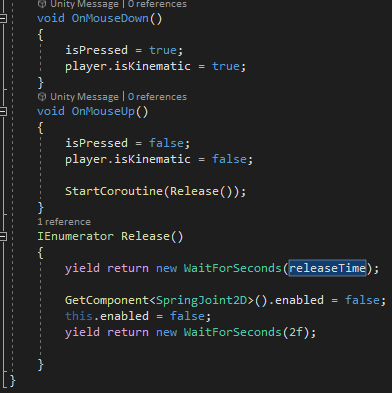 Unity Message | 0 references
void OnMouseDown()
{
isPressed = true;
player.isKinematic = true;
}
Unity Message | 0 references
void OnMouseUp()
{
isPressed = false;
player.isKinematic = false;
StartCoroutine(Release());
}
1 reference
IEnumerator Release()
{
yield return new WaitForSeconds(releaseTime);
GetComponent<SpringJoint2D>().enabled = false;
this.enabled = false;
yield return new WaitForSeconds(2f);
}
}